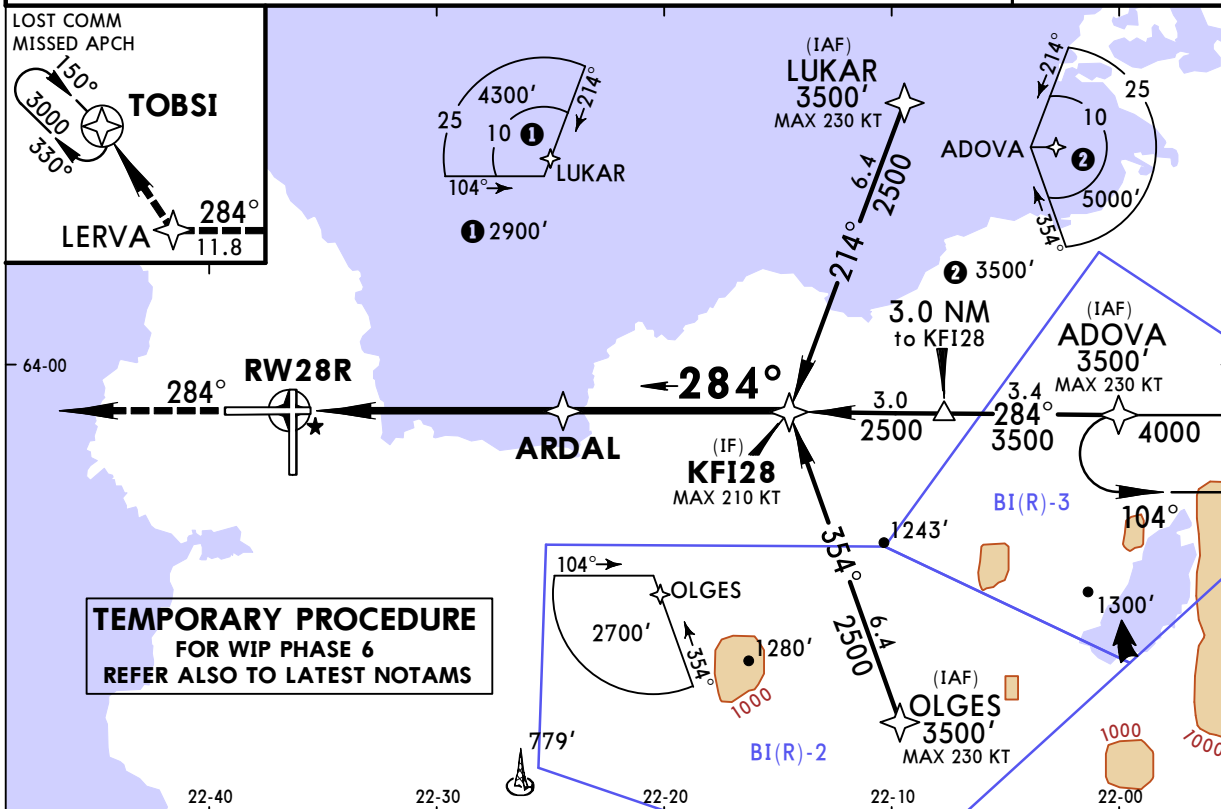 LOST COMM
MISSED APCH
150°
TOBSI
3000
330°
LERVA
284°
11.8
4300'
214°
25
10
1
LUKAR
104°
1 2900'
(IAF)
LUKAR
3500'
MAX 230 KT
6.4
2500
214°
214°
25
10
ADOVA
2
5000'
354°
2 3500'
3.0 NM
to KFI28
(IAF)
ADOVA
3500'
MAX 230 KT
64-00
RW28R
284°
284°
3.0
2500
3.4
284°
3500
4000
ARDAL
(IF)
KFI28
MAX 210 KT
BI(R)-3
104°
1243'
354°
6.4
2500
1300'
104°
OLGES
2700'
354°
1280'
1000
TEMPORARY PROCEDURE
FOR WIP PHASE 6
REFER ALSO TO LATEST NOTAMS
(IAF)
OLGES
3500'
MAX 230 KT
779'
BI(R)-2
1000
1000
22-40
22-30
22-20
22-10
22-00